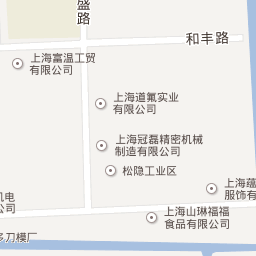 盛路
和丰路
上海富温工贸
有限公司
上海道氟实业
有限公司
上海冠磊精密机械
制造有限公司
松隐工业区
上海蕴
服饰有
机电
公司
上海山琳福福
食品有限公司
多刀模厂